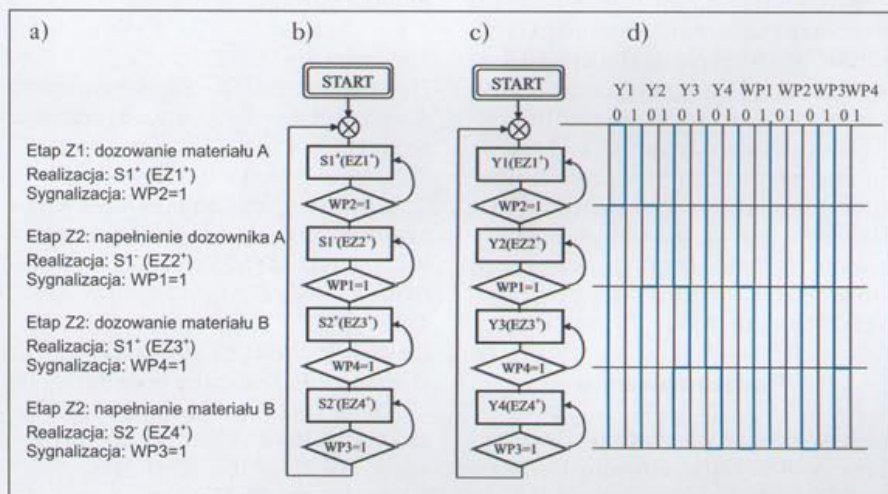 a)
Etap Z1: dozowanie materiału A
Realizacja: S1⁺ (EZ1⁺)
Sygnalizacja: WP2=1
Etap Z2: napełnienie dozownika A
Realizacja: S1⁻ (EZ2⁺)
Sygnalizacja: WP1=1
Etap Z2: dozowanie materiału B
Realizacja: S1⁺ (EZ3⁺)
Sygnalizacja: WP4=1
Etap Z2: napełnianie materiału B
Realizacja: S2⁻ (EZ4⁺)
Sygnalizacja: WP3=1
b)
START
S1⁺(EZ1⁺)
WP2=1
S1⁻(EZ2⁺)
WP1=1
S2⁺(EZ3⁺)
WP4=1
S2⁻(EZ4⁺)
WP3=1
c)
START
Y1(EZ1⁺)
WP2=1
Y2(EZ2⁺)
WP1=1
Y3(EZ3⁺)
WP4=1
Y4(EZ4⁺)
WP3=1
d)
Y1 Y2 Y3 Y4 WP1 WP2 WP3 WP4
0 1 0 1 0 1 0 1 0 1 0 1 0 1 0 1